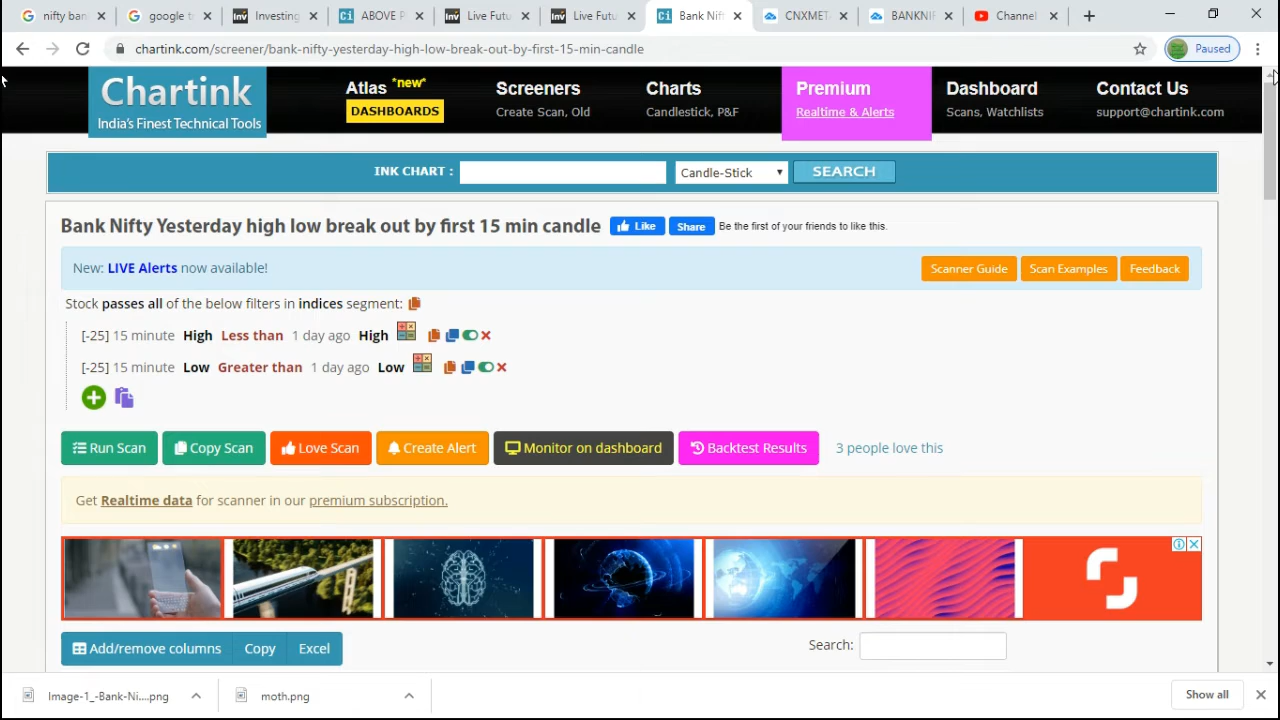 nifty ban
google t
Investing
ABOVE P
Live Futu
Live Futu
Bank Nif
CNXMET
BANKNIF
Channel
chartink.com/screener/bank-nifty-yesterday-high-low-break-out-by-first-15-min-candle
Paused
Chartink
India's Finest Technical Tools
Atlas *new*
DASHBOARDS
Screeners
Create Scan, Old
Charts
Candlestick, P&F
Premium
Realtime & Alerts
Dashboard
Scans, Watchlists
Contact Us
support@chartink.com
INK CHART : Candle-Stick SEARCH
Bank Nifty Yesterday high low break out by first 15 min candle Like Share Be the first of your friends to like this.
New: LIVE Alerts now available! Scanner Guide Scan Examples Feedback
Stock passes all of the below filters in indices segment:
[-25] 15 minute High Less than 1 day ago High
[-25] 15 minute Low Greater than 1 day ago Low
Run Scan Copy Scan Love Scan Create Alert Monitor on dashboard Backtest Results 3 people love this
Get Realtime data for scanner in our premium subscription.
Add/remove columns Copy Excel Search:
Image-1_-Bank-Ni....png moth.png Show all